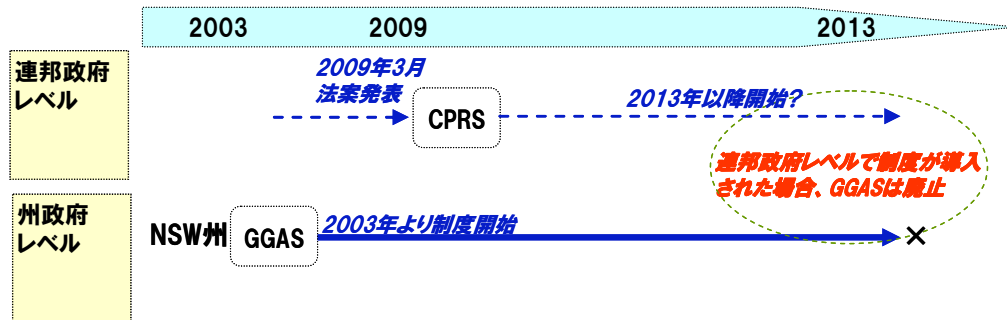 2003 2009 2013
連邦政府
レベル
2009年3月
法案発表
CPRS
2013年以降開始？
連邦政府レベルで制度が導入
された場合、GGASは廃止
州政府
レベル
NSW州
GGAS
2003年より制度開始
×